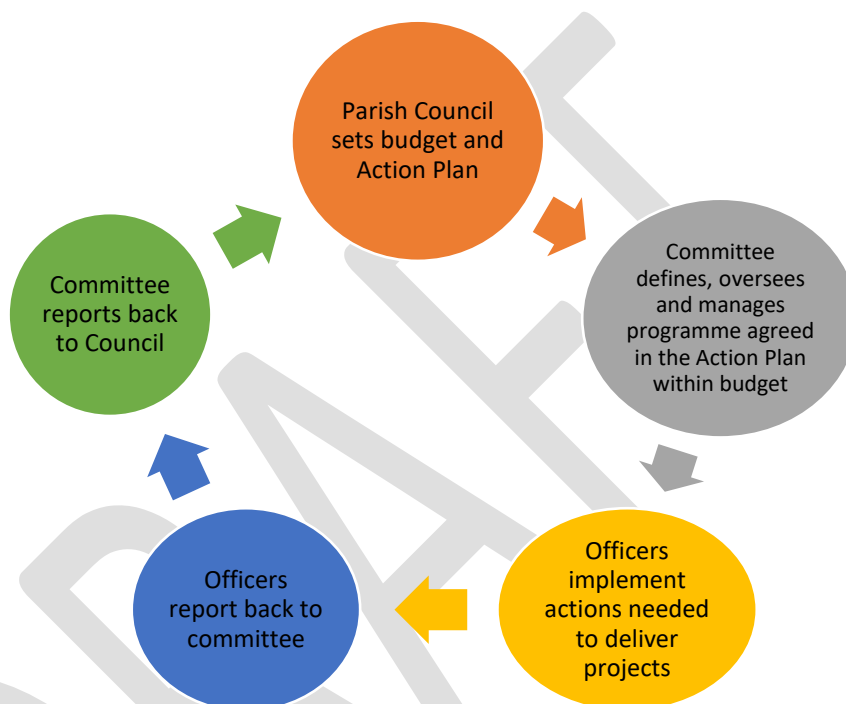 Parish Council
sets budget and
Action Plan
Committee
defines, oversees
and manages
programme agreed
in the Action Plan
within budget
Officers
implement
actions needed
to deliver
projects
Officers
report back to
committee
Committee
reports back
to Council
DRAFT